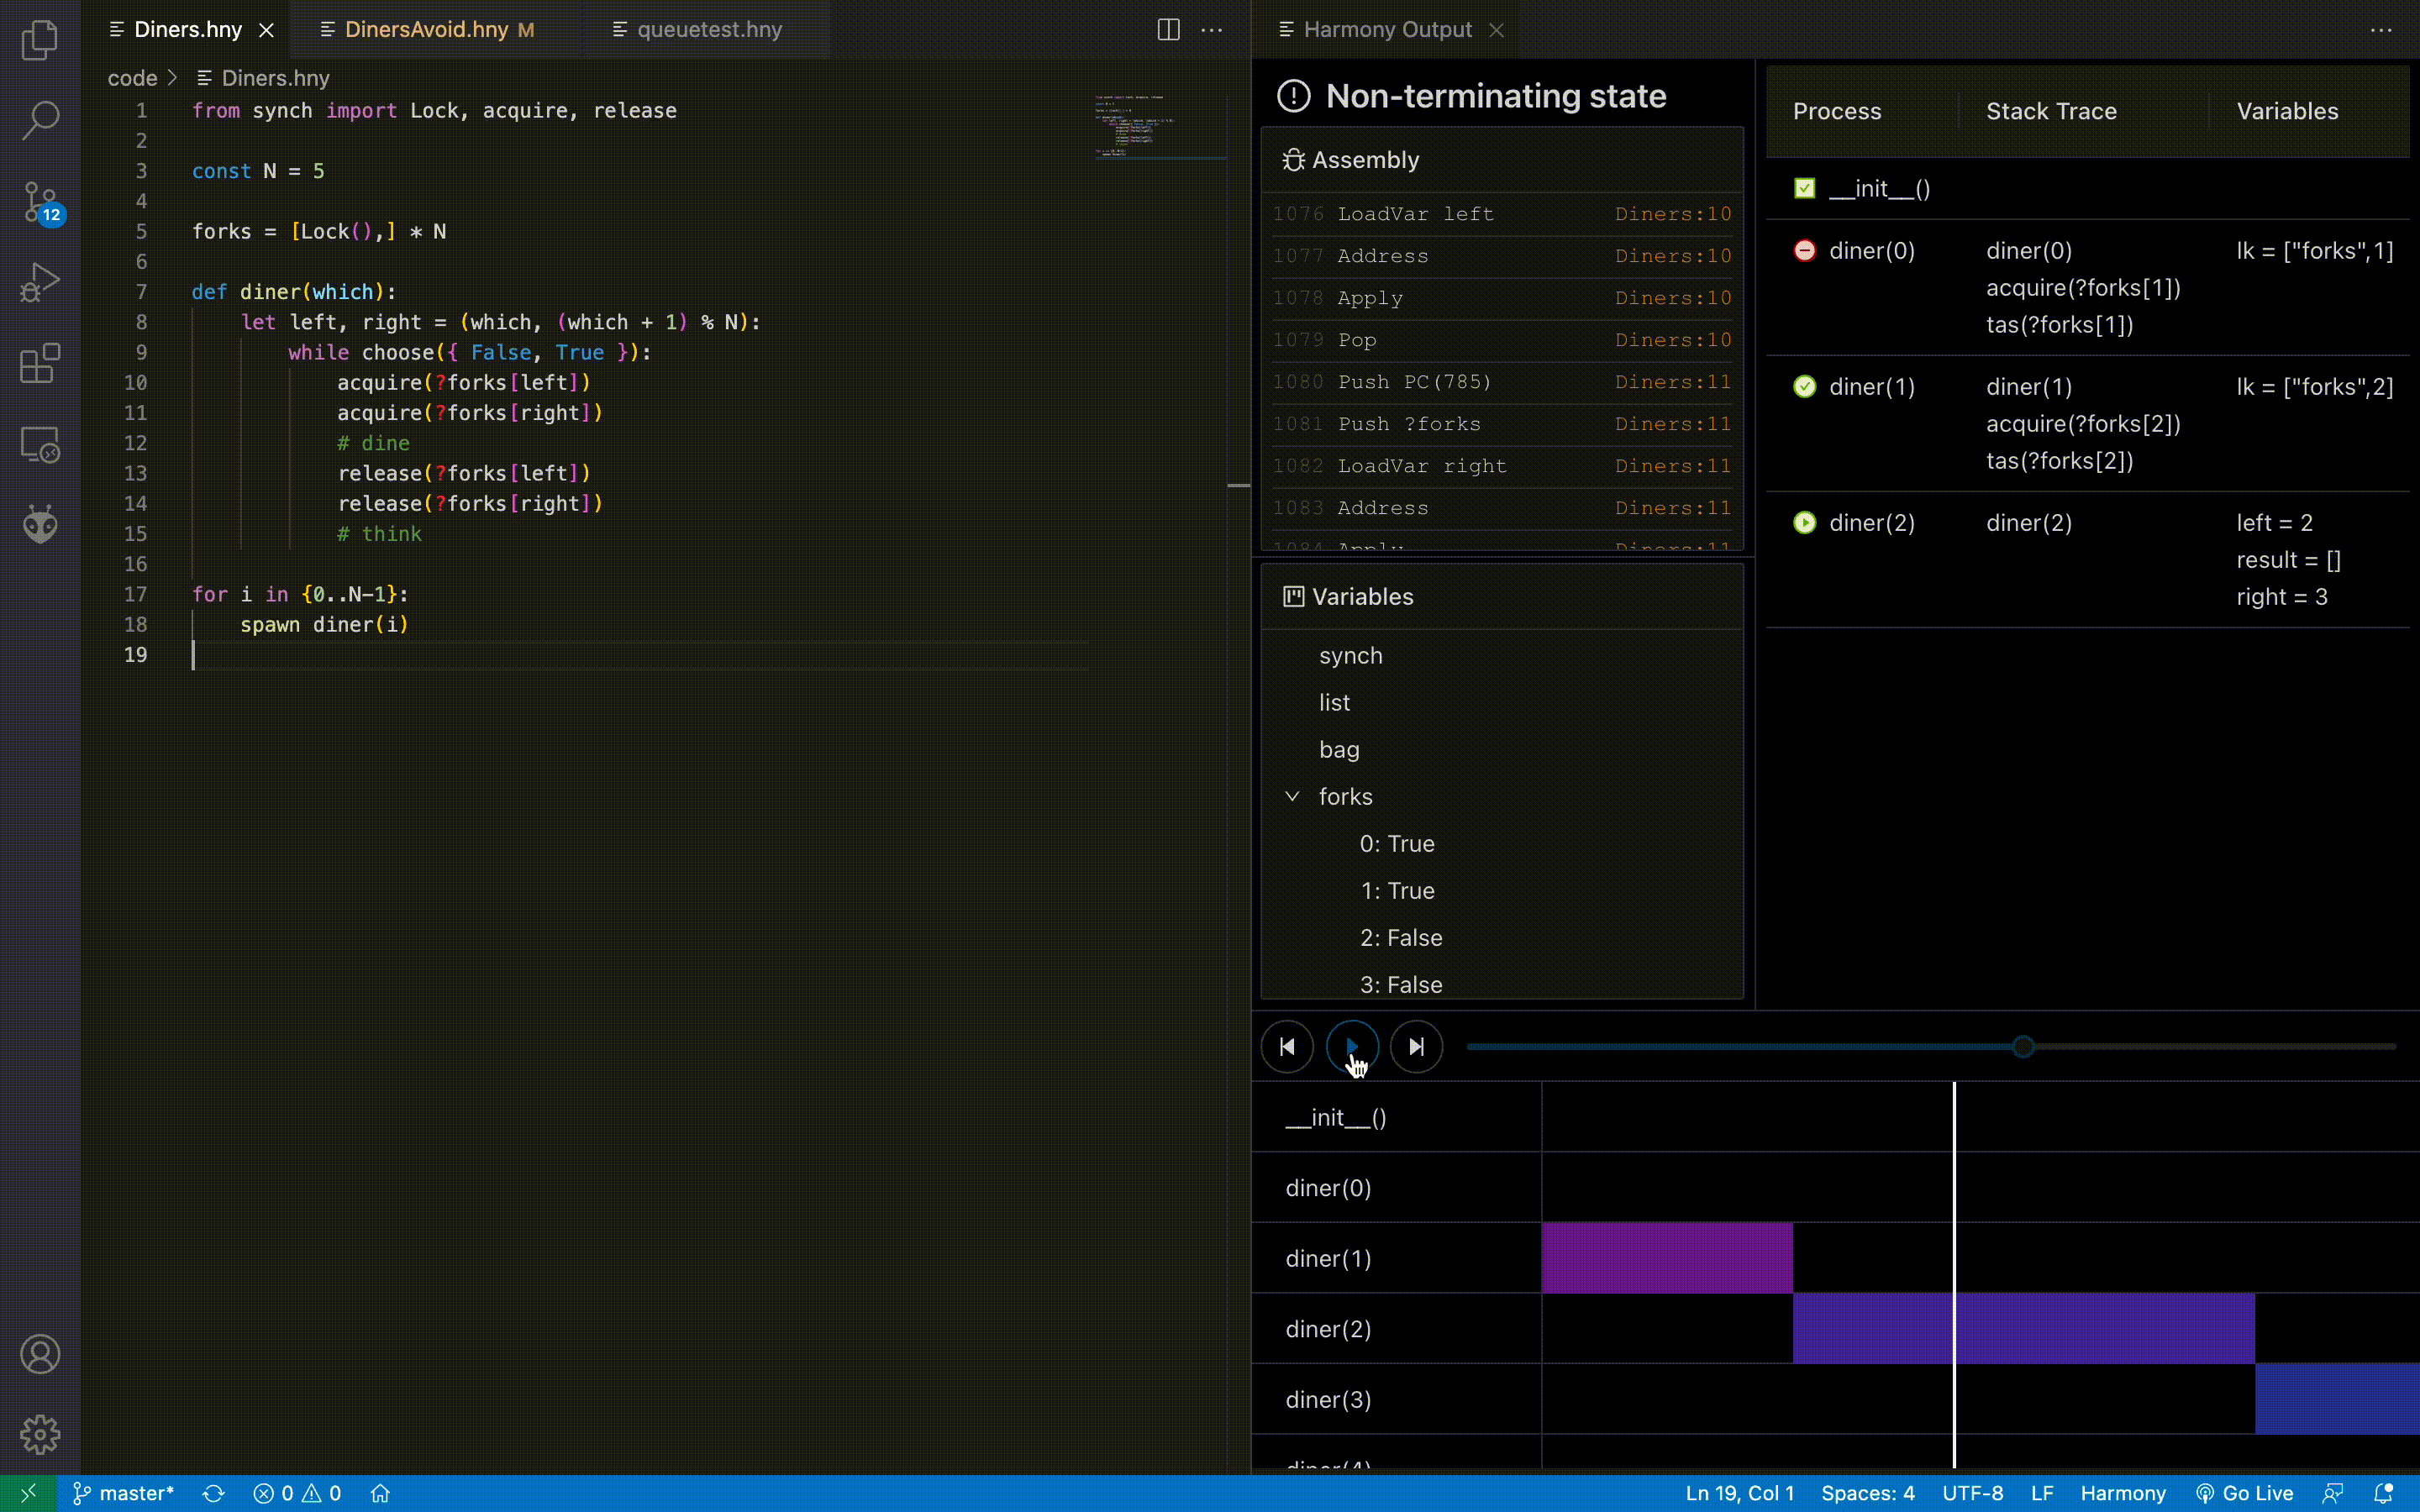 Diners.hny
DinersAvoid.hny M
queuetest.hny
Harmony Output
code > Diners.hny
1 from synch import Lock, acquire, release
2
3 const N = 5
4
5 forks = [Lock(),] * N
6
7 def diner(which):
8 let left, right = (which, (which + 1) % N):
9 while choose({ False, True }):
10 acquire(?forks[left])
11 acquire(?forks[right])
12 # dine
13 release(?forks[left])
14 release(?forks[right])
15 # think
16
17 for i in {0..N-1}:
18 spawn diner(i)
19
12
Non-terminating state
Assembly
1076 LoadVar left Diners:10
1077 Address Diners:10
1078 Apply Diners:10
1079 Pop Diners:10
1080 Push PC(785) Diners:11
1081 Push ?forks Diners:11
1082 LoadVar right Diners:11
1083 Address Diners:11
1084 Apply Diners:11
Variables
synch
list
bag
forks
0: True
1: True
2: False
3: False
Process Stack Trace Variables
__init__()
diner(0) diner(0) lk = ["forks",1]
acquire(?forks[1])
tas(?forks[1])
diner(1) diner(1) lk = ["forks",2]
acquire(?forks[2])
tas(?forks[2])
diner(2) diner(2) left = 2
result = []
right = 3
__init__()
diner(0)
diner(1)
diner(2)
diner(3)
diner(4)
master* 0 0
Ln 19, Col 1 Spaces: 4 UTF-8 LF Harmony Go Live